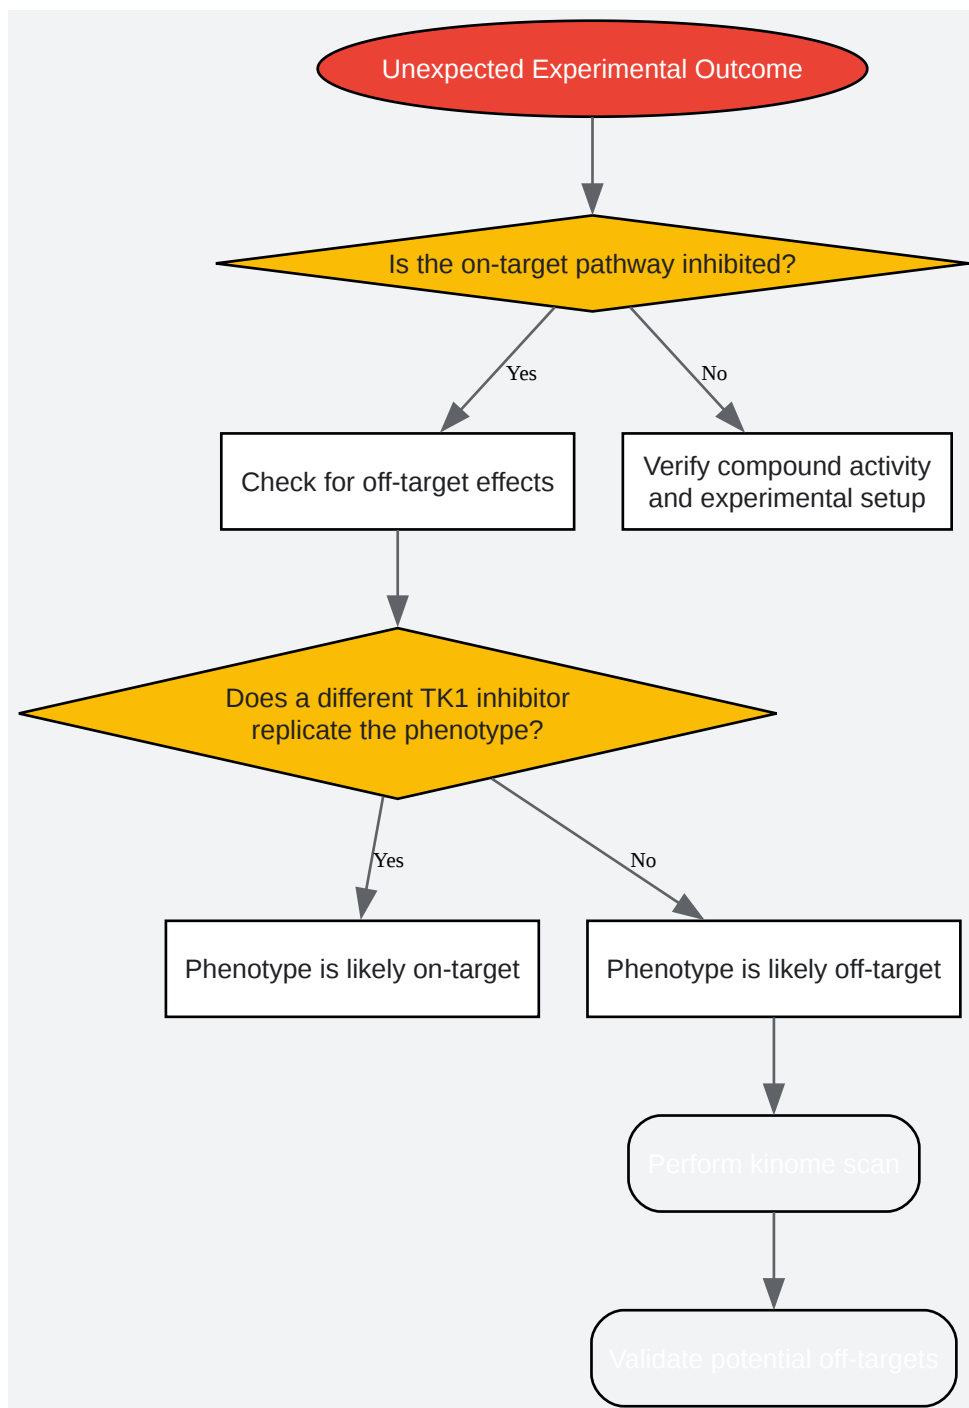 Unexpected Experimental Outcome
Is the on-target pathway inhibited?
Yes
No
Check for off-target effects
Verify compound activity
and experimental setup
Does a different TK1 inhibitor
replicate the phenotype?
Yes
No
Phenotype is likely on-target
Phenotype is likely off-target
Perform kinome scan
Validate potential off-targets